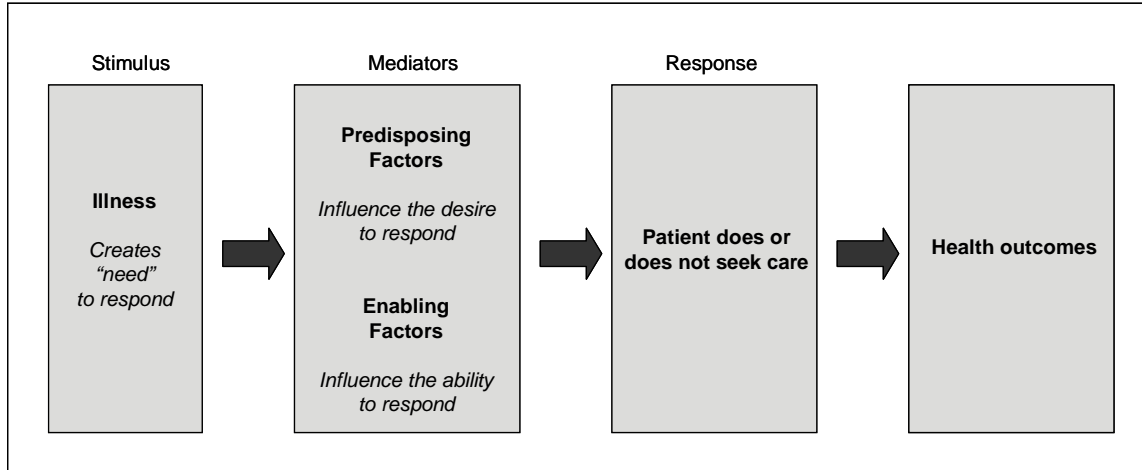 Stimulus
Mediators
Response
Illness
Creates
“need”
to respond
Predisposing
Factors
Influence the desire
to respond
Enabling
Factors
Influence the ability
to respond
Patient does or
does not seek care
Health outcomes